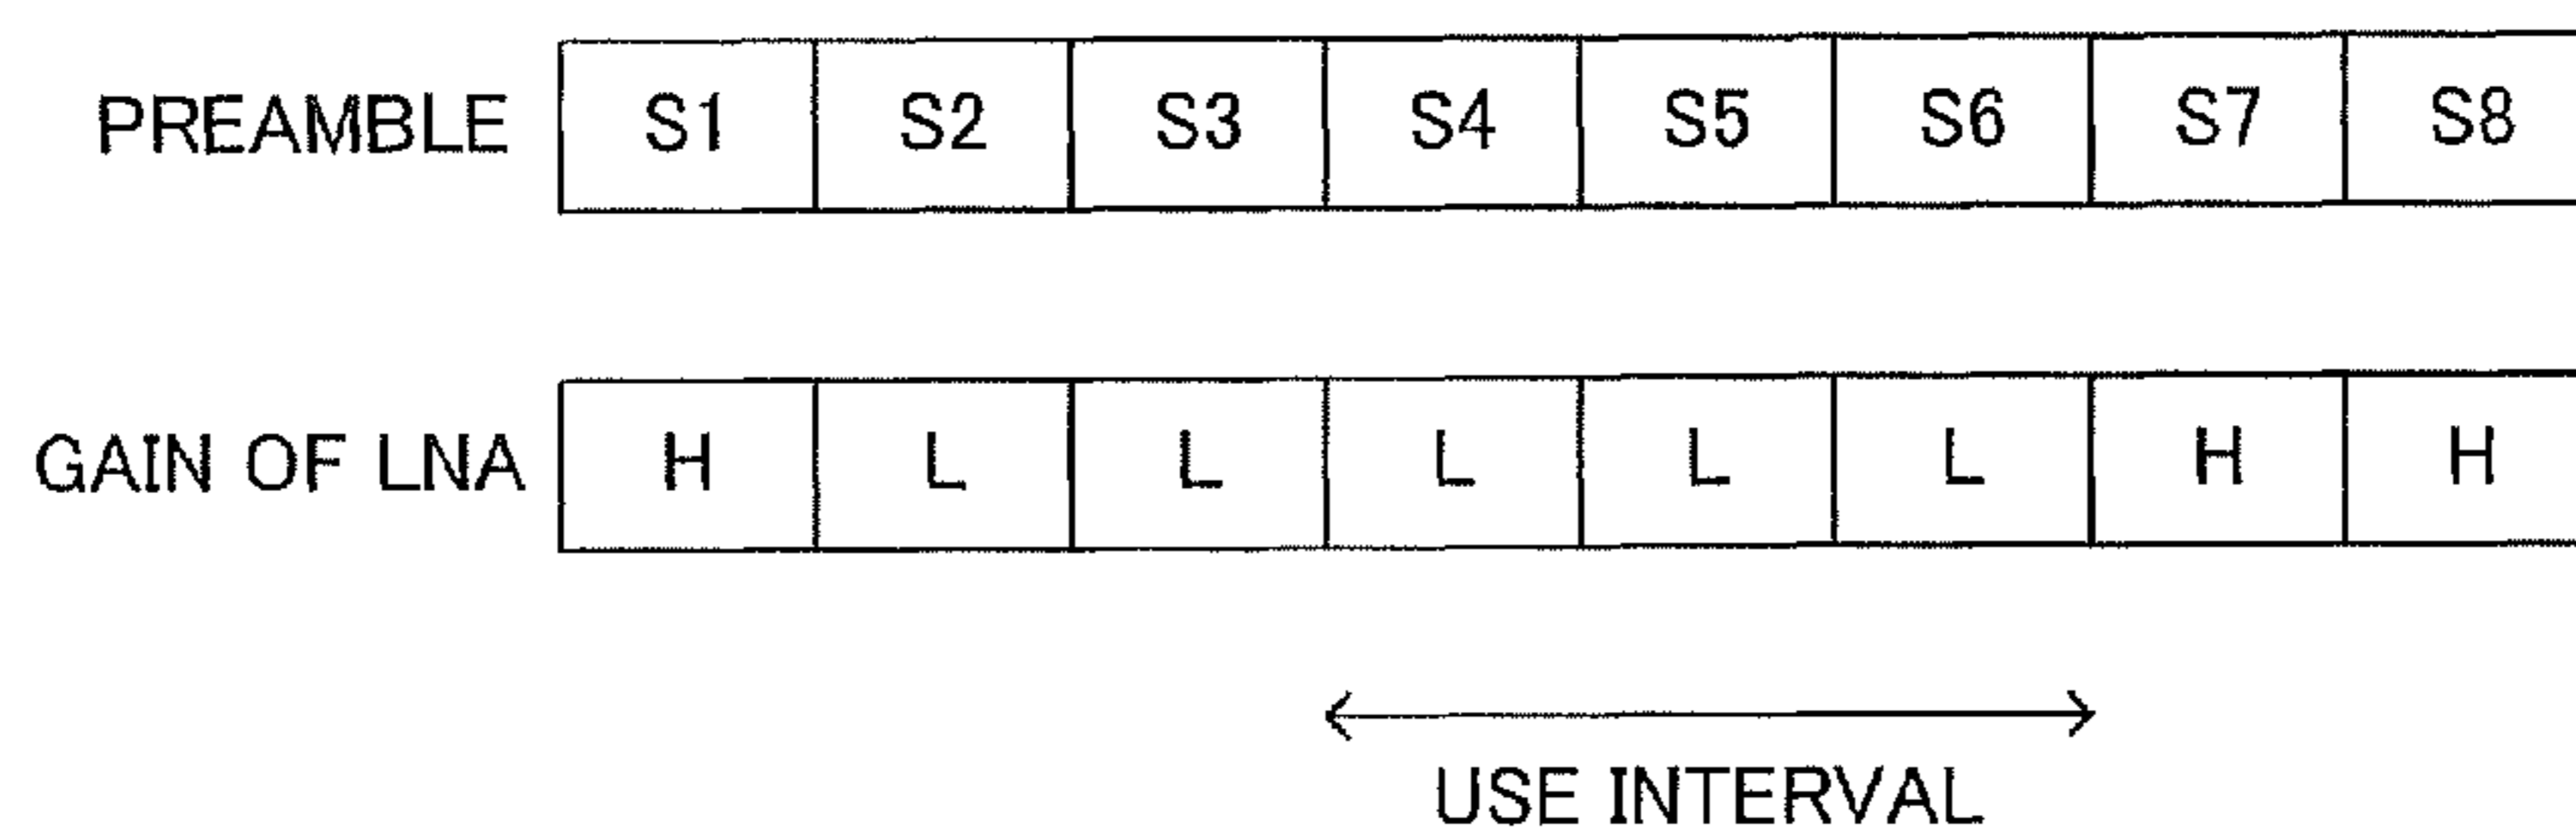 PREAMBLE S1 S2 S3 S4 S5 S6 S7 S8
GAIN OF LNA H L L L L L H H
USE INTERVAL